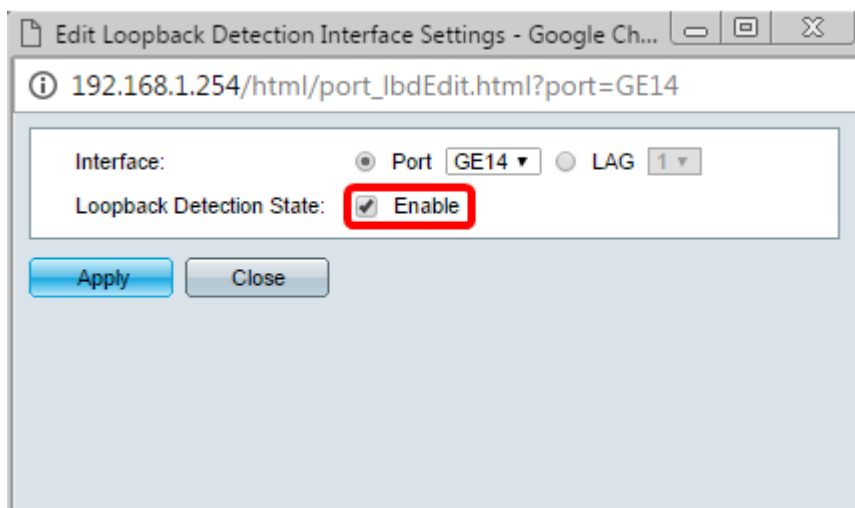 Edit Loopback Detection Interface Settings - Google Ch...
192.168.1.254/html/port_lbdEdit.html?port=GE14
Interface: Port GE14 LAG 1
Loopback Detection State: Enable
Apply Close